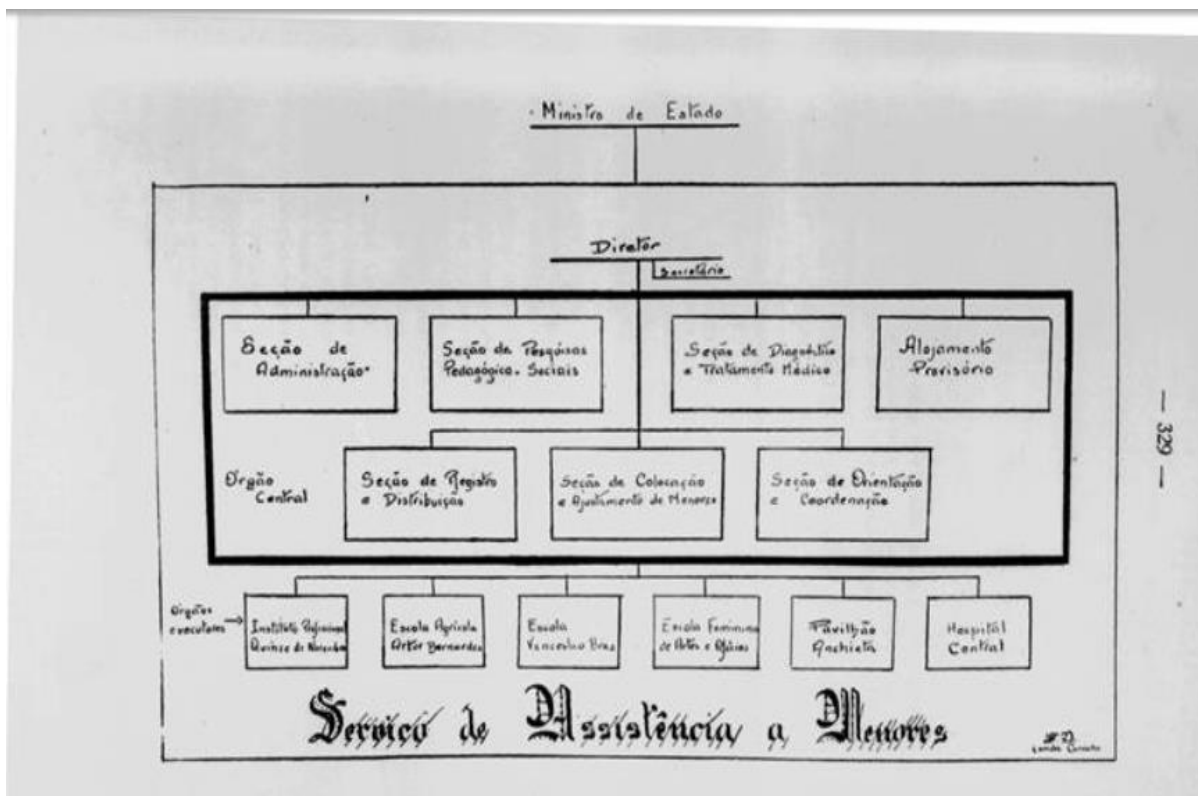 Ministro de Estado
Diretor
Secretário
Seção de
Administração
Seção de Pesquisas
Pedagógico-Sociais
Seção de Diagnóstico
e Tratamento Médico
Alojamento
Provisório
Órgão
Central
Seção de Registro
e Distribuição
Seção de Colocação
e Ajustamento de Menores
Seção de Orientação
e Coordenação
— 329 —
Órgãos
executores
Instituto Profissional
Quinze de Novembro
Escola Agrícola
Artur Bernardes
Escola
Venceslau Bras
Escola Feminina
de Artes e Ofícios
Pavilhão
Anchieta
Hospital
Central
Serviço de Assistência a Menores